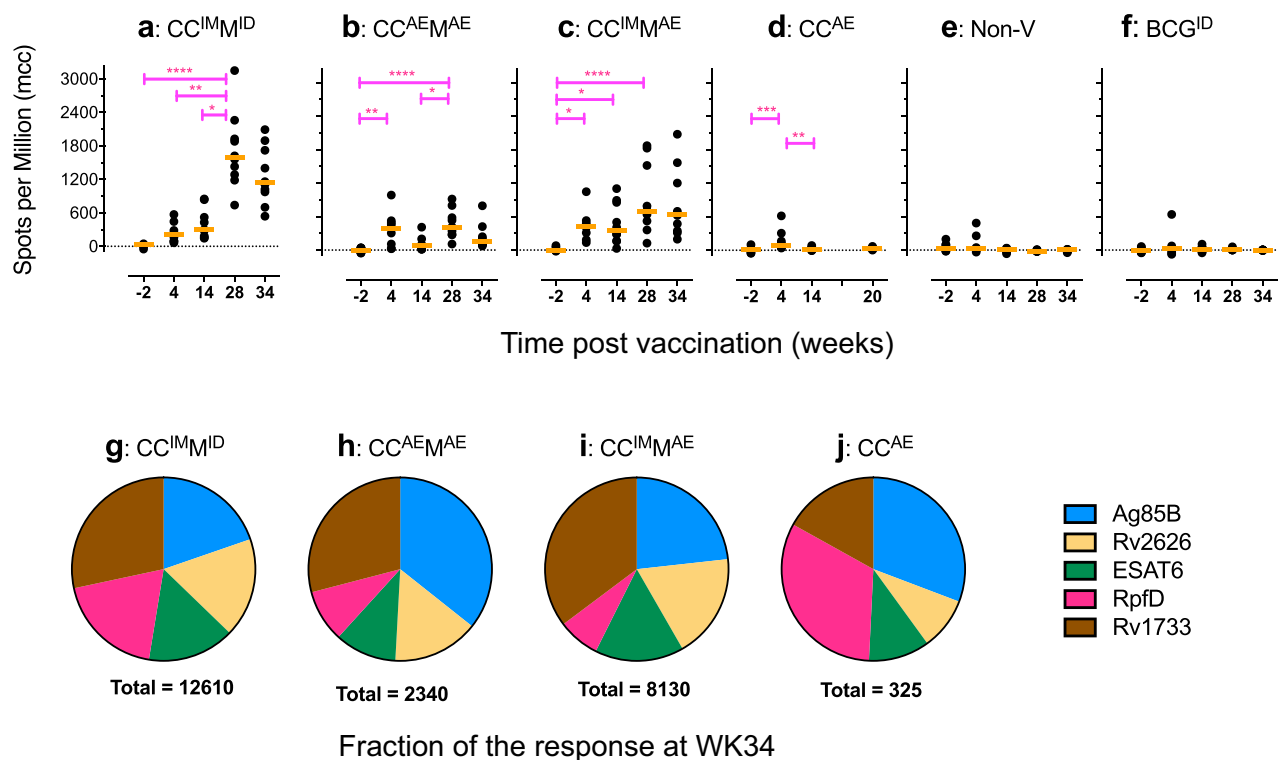 a: CC^IM M^ID
b: CC^AE M^AE
c: CC^IM M^AE
d: CC^AE
e: Non-V
f: BCG^ID
Spots per Million (mcc)
3000
2400
1800
1200
600
0
****
**
*
****
*
**
****
*
*
***
**
-2 4 14 28 34
-2 4 14 28 34
-2 4 14 28 34
-2 4 14 20
-2 4 14 28 34
-2 4 14 28 34
Time post vaccination (weeks)
g: CC^IM M^ID
h: CC^AE M^AE
i: CC^IM M^AE
j: CC^AE
Total = 12610
Total = 2340
Total = 8130
Total = 325
Ag85B
Rv2626
ESAT6
RpfD
Rv1733
Fraction of the response at WK34